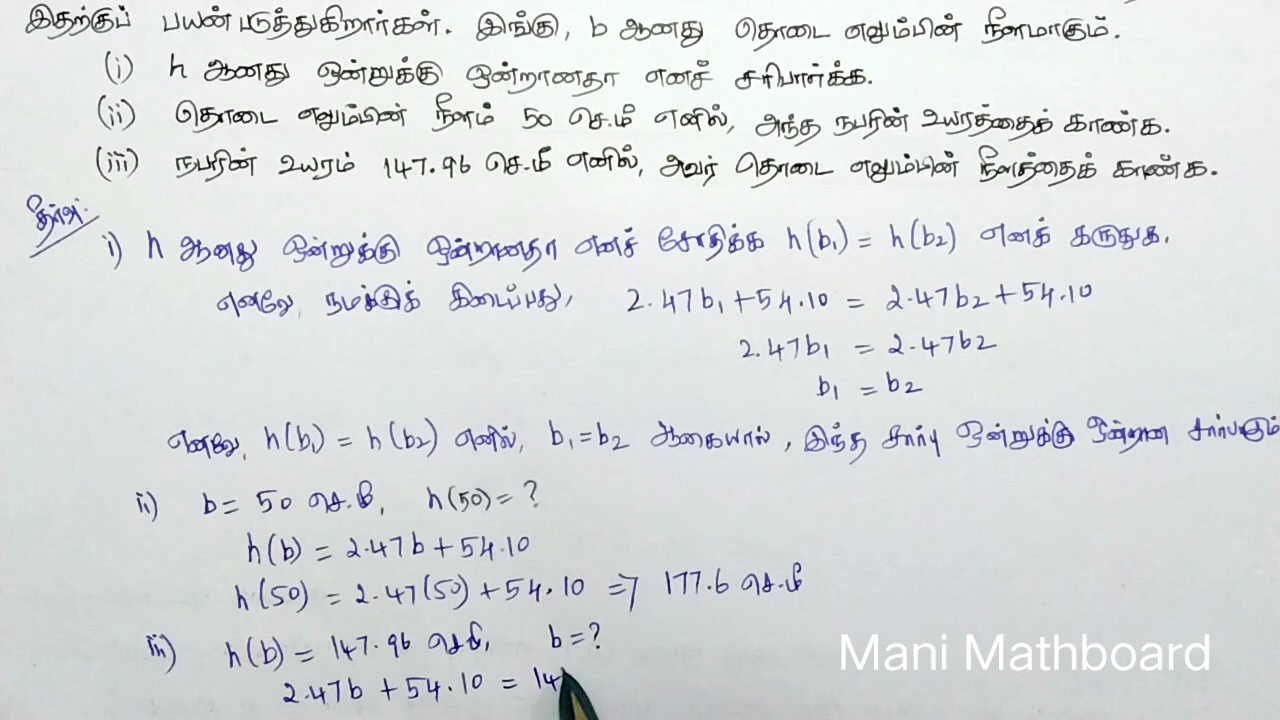 இதற்குப் பயன்படுத்துகிறார்கள். இங்கு, b ஆனது தொடை எலும்பின் நீளமாகும்.
(i) h ஆனது ஒன்றுக்கு ஒன்றானதா எனச் சரிபார்க்க.
(ii) தொடை எலும்பின் நீளம் 50 செ.மீ எனில், அந்த நபரின் உயரத்தைக் காண்க.
(iii) நபரின் உயரம் 147.96 செ.மீ எனில், அவர் தொடை எலும்பின் நீளத்தைக் காண்க.
தீர்வு:
i) h ஆனது ஒன்றுக்கு ஒன்றானதா எனச் சோதிக்க h(b₁) = h(b₂) எனக் கருதுக.
எனவே, நமக்குக் கிடைப்பது, 2.47b₁ + 54.10 = 2.47b₂ + 54.10
2.47b₁ = 2.47b2
b₁ = b₂
எனவே, h(b₁) = h(b₂) எனில், b₁=b₂ ஆகையால், இந்த சார்பு ஒன்றுக்கு ஒன்றான சார்பாகும்
ii) b = 50 செ.மீ, h(50) = ?
h(b) = 2.47b + 54.10
h(50) = 2.47(50) + 54.10 => 177.6 செ.மீ
iii) h(b) = 147.96 செ.மீ, b = ?
2.47b + 54.10 = 14
Mani Mathboard